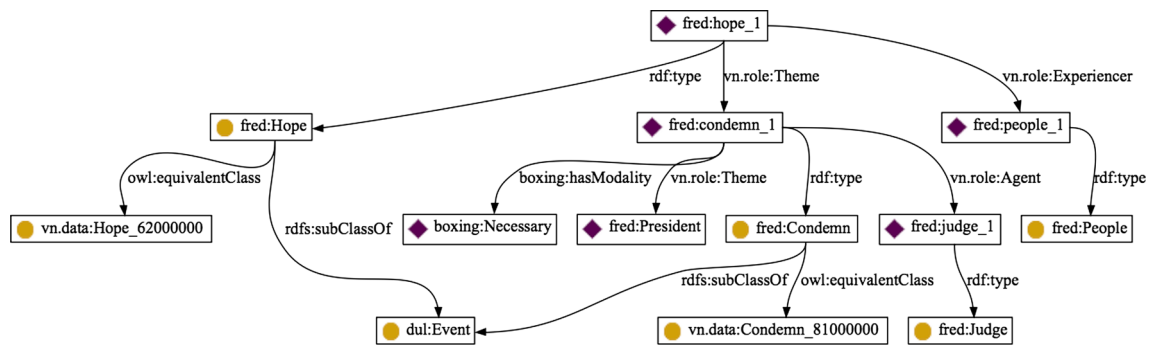 fred:hope_1
rdf:type
vn.role:Theme
vn.role:Experiencer
fred:Hope
fred:condemn_1
fred:people_1
owl:equivalentClass
boxing:hasModality
vn.role:Theme
rdf:type
vn.role:Agent
rdf:type
vn.data:Hope_62000000
rdfs:subClassOf
boxing:Necessary
fred:President
fred:Condemn
fred:judge_1
fred:People
rdfs:subClassOf
owl:equivalentClass
rdf:type
dul:Event
vn.data:Condemn_81000000
fred:Judge